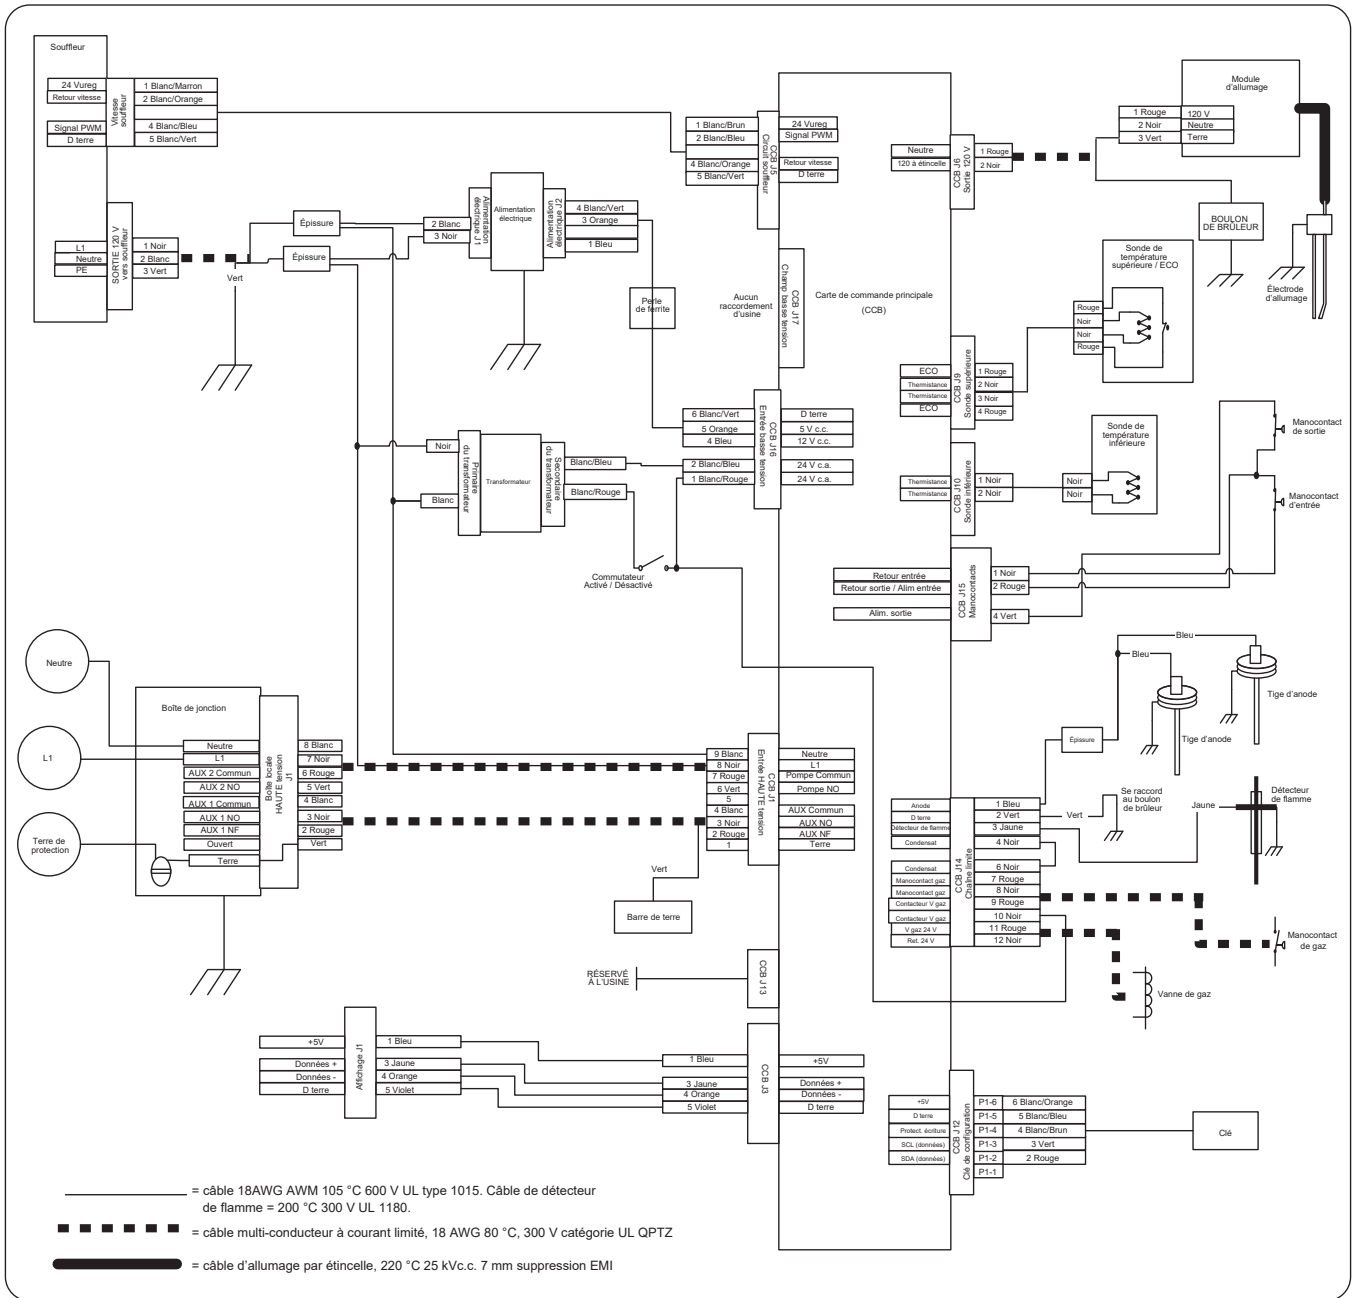 Souffleur
24 Vureg
Retour vitesse
Signal PWM
D terre
Vitesse
souffleur
1 Blanc/Marron
2 Blanc/Orange
4 Blanc/Bleu
5 Blanc/Vert
L1
Neutre
PE
SORTIE 120 V
vers souffleur
1 Noir
2 Blanc
3 Vert
Vert
Épissure
Épissure
2 Blanc
3 Noir
Alimentation
électrique J1
Alimentation
électrique
Alimentation
électrique J2
4 Blanc/Vert
3 Orange
1 Bleu
Perle
de ferrite
1 Blanc/Brun
2 Blanc/Bleu
4 Blanc/Orange
5 Blanc/Vert
CCB J5
Circuit souffleur
24 Vureg
Signal PWM
Retour vitesse
D terre
Aucun
raccordement
d'usine
CCB J17
Champ basse tension
Carte de commande principale
(CCB)
Neutre
120 à étincelle
CCB J6
Sortie 120 V
1 Rouge
2 Noir
Module
d'allumage
1 Rouge
2 Noir
3 Vert
120 V
Neutre
Terre
BOULON
DE BRÛLEUR
Électrode
d'allumage
Sonde de
température
supérieure / ECO
Rouge
Noir
Noir
Rouge
ECO
Thermistance
Thermistance
ECO
CCB J9
Sonde supérieure
1 Rouge
2 Noir
3 Noir
4 Rouge
Sonde de
température
inférieure
Noir
Noir
Thermistance
Thermistance
CCB J10
Sonde inférieure
1 Noir
2 Noir
Manocontact
de sortie
Manocontact
d'entrée
Noir
Blanc
Primaire
du transformateur
Transformateur
Secondaire
du transformateur
Blanc/Bleu
Blanc/Rouge
Commutateur
Activé / Désactivé
6 Blanc/Vert
5 Orange
4 Bleu
2 Blanc/Bleu
1 Blanc/Rouge
CCB J16
Entrée basse tension
D terre
5 V c.c.
12 V c.c.
24 V c.a.
24 V c.a.
Retour entrée
Retour sortie / Alim entrée
Alim. sortie
CCB J15
Manocontacts
1 Noir
2 Rouge
4 Vert
Neutre
L1
Terre de
protection
Boîte de jonction
Neutre
L1
AUX 2 Commun
AUX 2 NO
AUX 1 Commun
AUX 1 NO
AUX 1 NF
Ouvert
Terre
Boîte locale
HAUTE tension
J1
8 Blanc
7 Noir
6 Rouge
5 Vert
4 Blanc
3 Noir
2 Rouge
Vert
9 Blanc
8 Noir
7 Rouge
6 Vert
5
4 Blanc
3 Noir
2 Rouge
1
CCB J1
Entrée HAUTE tension
Neutre
L1
Pompe Commun
Pompe NO
AUX Commun
AUX NO
AUX NF
Terre
Vert
Barre de terre
Bleu
Bleu
Épissure
Tige d'anode
Tige d'anode
Se raccord
au boulon
de brûleur
Vert
Jaune
Détecteur
de flamme
Anode
D terre
Détecteur de flamme
Condensat
Condensat
Manocontact gaz
Manocontact gaz
Contacteur V gaz
Contacteur V gaz
V gaz 24 V
Ret. 24 V
CCB J14
Chaîne limite
1 Bleu
2 Vert
3 Jaune
4 Noir
6 Noir
7 Rouge
8 Noir
9 Rouge
10 Noir
11 Rouge
12 Noir
Manocontact
de gaz
Vanne de gaz
RÉSERVÉ
À L'USINE
CCB J13
+5V
Données +
Données -
D terre
Affichage J1
1 Bleu
3 Jaune
4 Orange
5 Violet
1 Bleu
3 Jaune
4 Orange
5 Violet
CCB J3
+5V
Données +
Données -
D terre
+5V
D terre
Protect. écriture
SCL (données)
SDA (données)
CCB J12
Clé de configuration
P1-6
P1-5
P1-4
P1-3
P1-2
P1-1
6 Blanc/Orange
5 Blanc/Bleu
4 Blanc/Brun
3 Vert
2 Rouge
Clé
= câble 18AWG AWM 105 °C 600 V UL type 1015. Câble de détecteur
de flamme = 200 °C 300 V UL 1180.
= câble multi-conducteur à courant limité, 18 AWG 80 °C, 300 V catégorie UL QPTZ
= câble d'allumage par étincelle, 220 °C 25 kVc.c. 7 mm suppression EMI